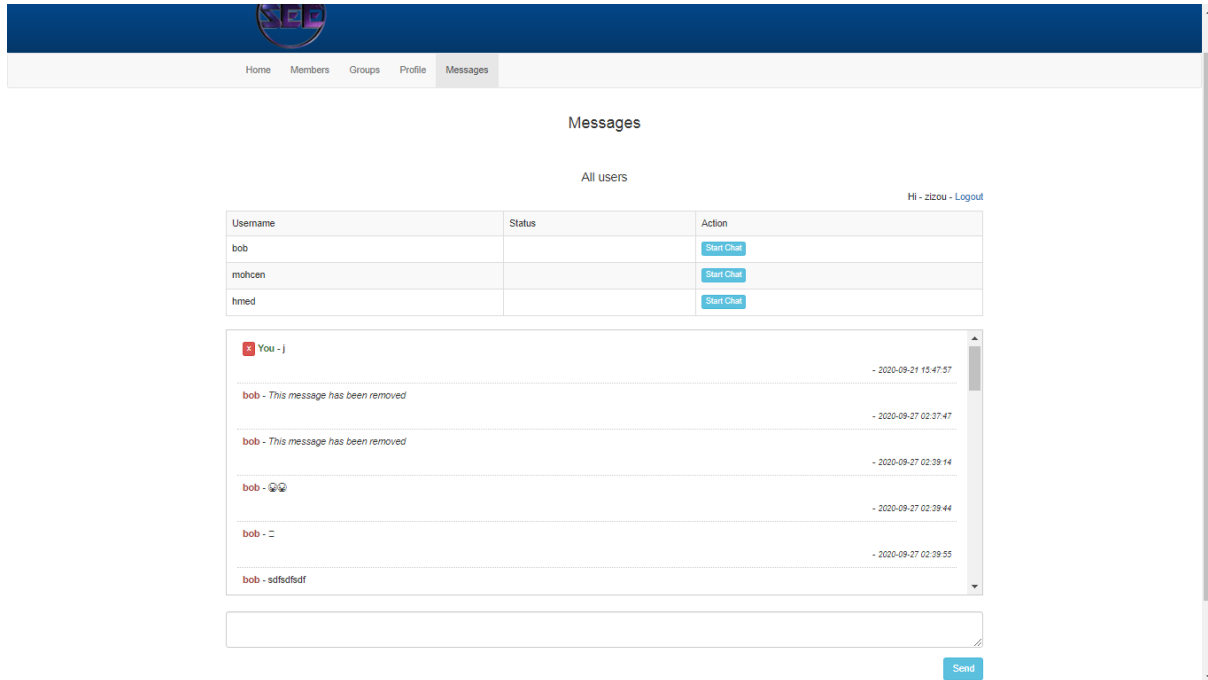 SEC
Home Members Groups Profile Messages
Messages
All users
Hi - zizou - Logout
Username Status Action
bob Start Chat
mohcen Start Chat
hmed Start Chat
x You - j
- 2020-09-21 15:47:57
bob - This message has been removed
- 2020-09-27 02:37:47
bob - This message has been removed
- 2020-09-27 02:39:14
bob -
- 2020-09-27 02:39:44
bob -
- 2020-09-27 02:39:55
bob - sdfsdfsdf
Send